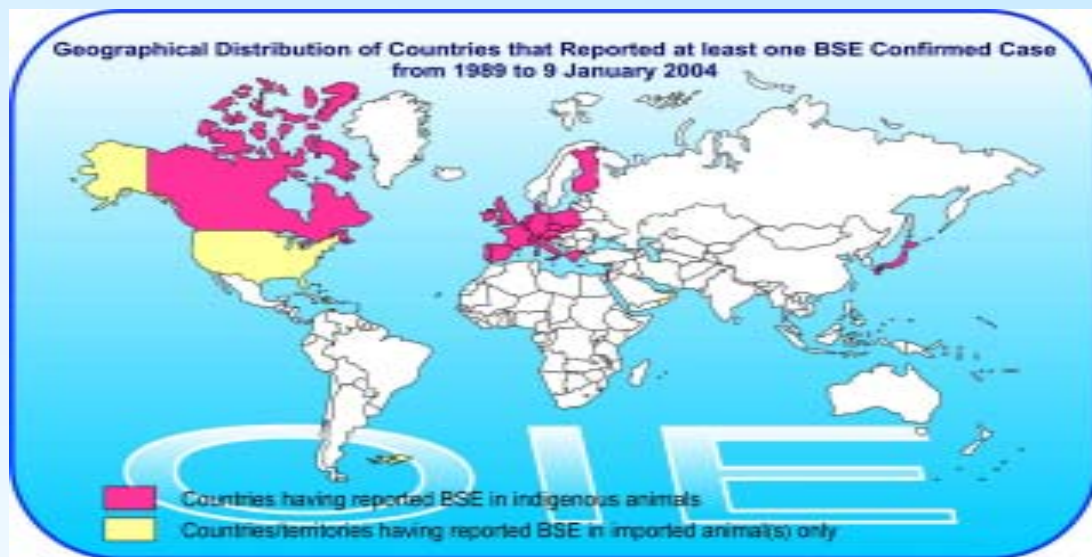 Geographical Distribution of Countries that Reported at least one BSE Confirmed Case
from 1989 to 9 January 2004
OIE
Countries having reported BSE in indigenous animals
Countries/territories having reported BSE in imported animal(s) only